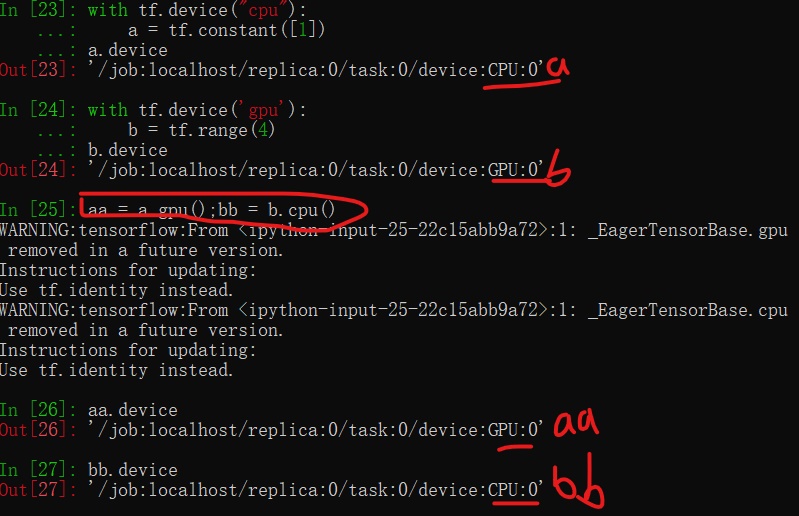 In [23]: with tf.device("cpu"):
...: a = tf.constant([1])
...: a.device
Out[23]: '/job:localhost/replica:0/task:0/device:CPU:0' a
In [24]: with tf.device('gpu'):
...: b = tf.range(4)
...: b.device
Out[24]: '/job:localhost/replica:0/task:0/device:GPU:0' b
In [25]: aa = a.gpu();bb = b.cpu()
WARNING:tensorflow:From <ipython-input-25-22c15abb9a72>:1: _EagerTensorBase.gpu
removed in a future version.
Instructions for updating:
Use tf.identity instead.
WARNING:tensorflow:From <ipython-input-25-22c15abb9a72>:1: _EagerTensorBase.cpu
removed in a future version.
Instructions for updating:
Use tf.identity instead.
In [26]: aa.device
Out[26]: '/job:localhost/replica:0/task:0/device:GPU:0' aa
In [27]: bb.device
Out[27]: '/job:localhost/replica:0/task:0/device:CPU:0' bb